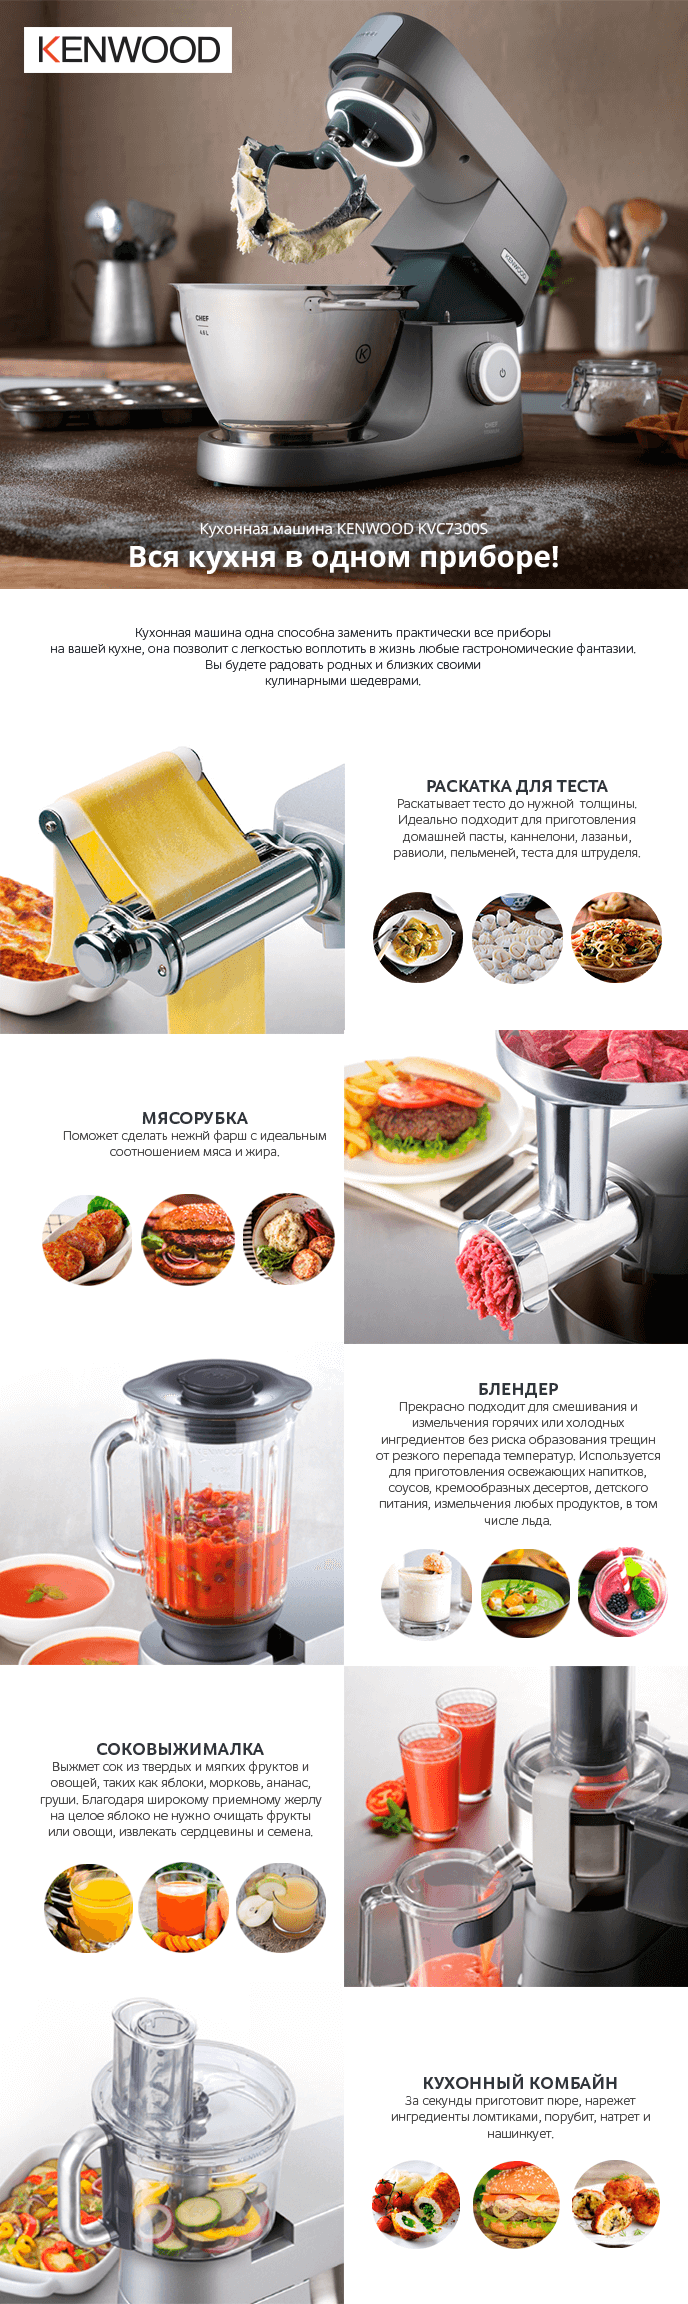 KENWOOD
KENWOOD
CHEF
4.6L
CHEF
Кухонная машина KENWOOD KVC7300S
Вся кухня в одном приборе!
Кухонная машина одна способна заменить практически все приборы
на вашей кухне, она позволит с легкостью воплотить в жизнь любые гастрономические фантазии.
Вы будете радовать родных и близких своими
кулинарными шедеврами.
РАСКАТКА ДЛЯ ТЕСТА
Раскатывает тесто до нужной толщины.
Идеально подходит для приготовления
домашней пасты, каннелони, лазаньи,
равиоли, пельменей, теста для штруделя.
МЯСОРУБКА
Поможет сделать нежнй фарш с идеальным
соотношением мяса и жира.
БЛЕНДЕР
Прекрасно подходит для смешивания и
измельчения горячих или холодных
ингредиентов без риска образования трещин
от резкого перепада температур. Используется
для приготовления освежающих напитков,
соусов, кремообразных десертов, детского
питания, измельчения любых продуктов, в том
числе льда.
СОКОВЫЖИМАЛКА
Выжмет сок из твердых и мягких фруктов и
овощей, таких как яблоки, морковь, ананас,
груши. Благодаря широкому приемному жерлу
на целое яблоко не нужно очищать фрукты
или овощи, извлекать сердцевины и семена.
КУХОННЫЙ КОМБАЙН
За секунды приготовит пюре, нарежет
ингредиенты ломтиками, порубит, натрет и
нашинкует.